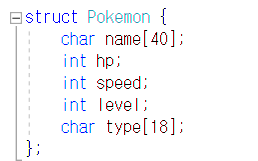 struct Pokemon {
    char name[40];
    int hp;
    int speed;
    int level;
    char type[18];
};